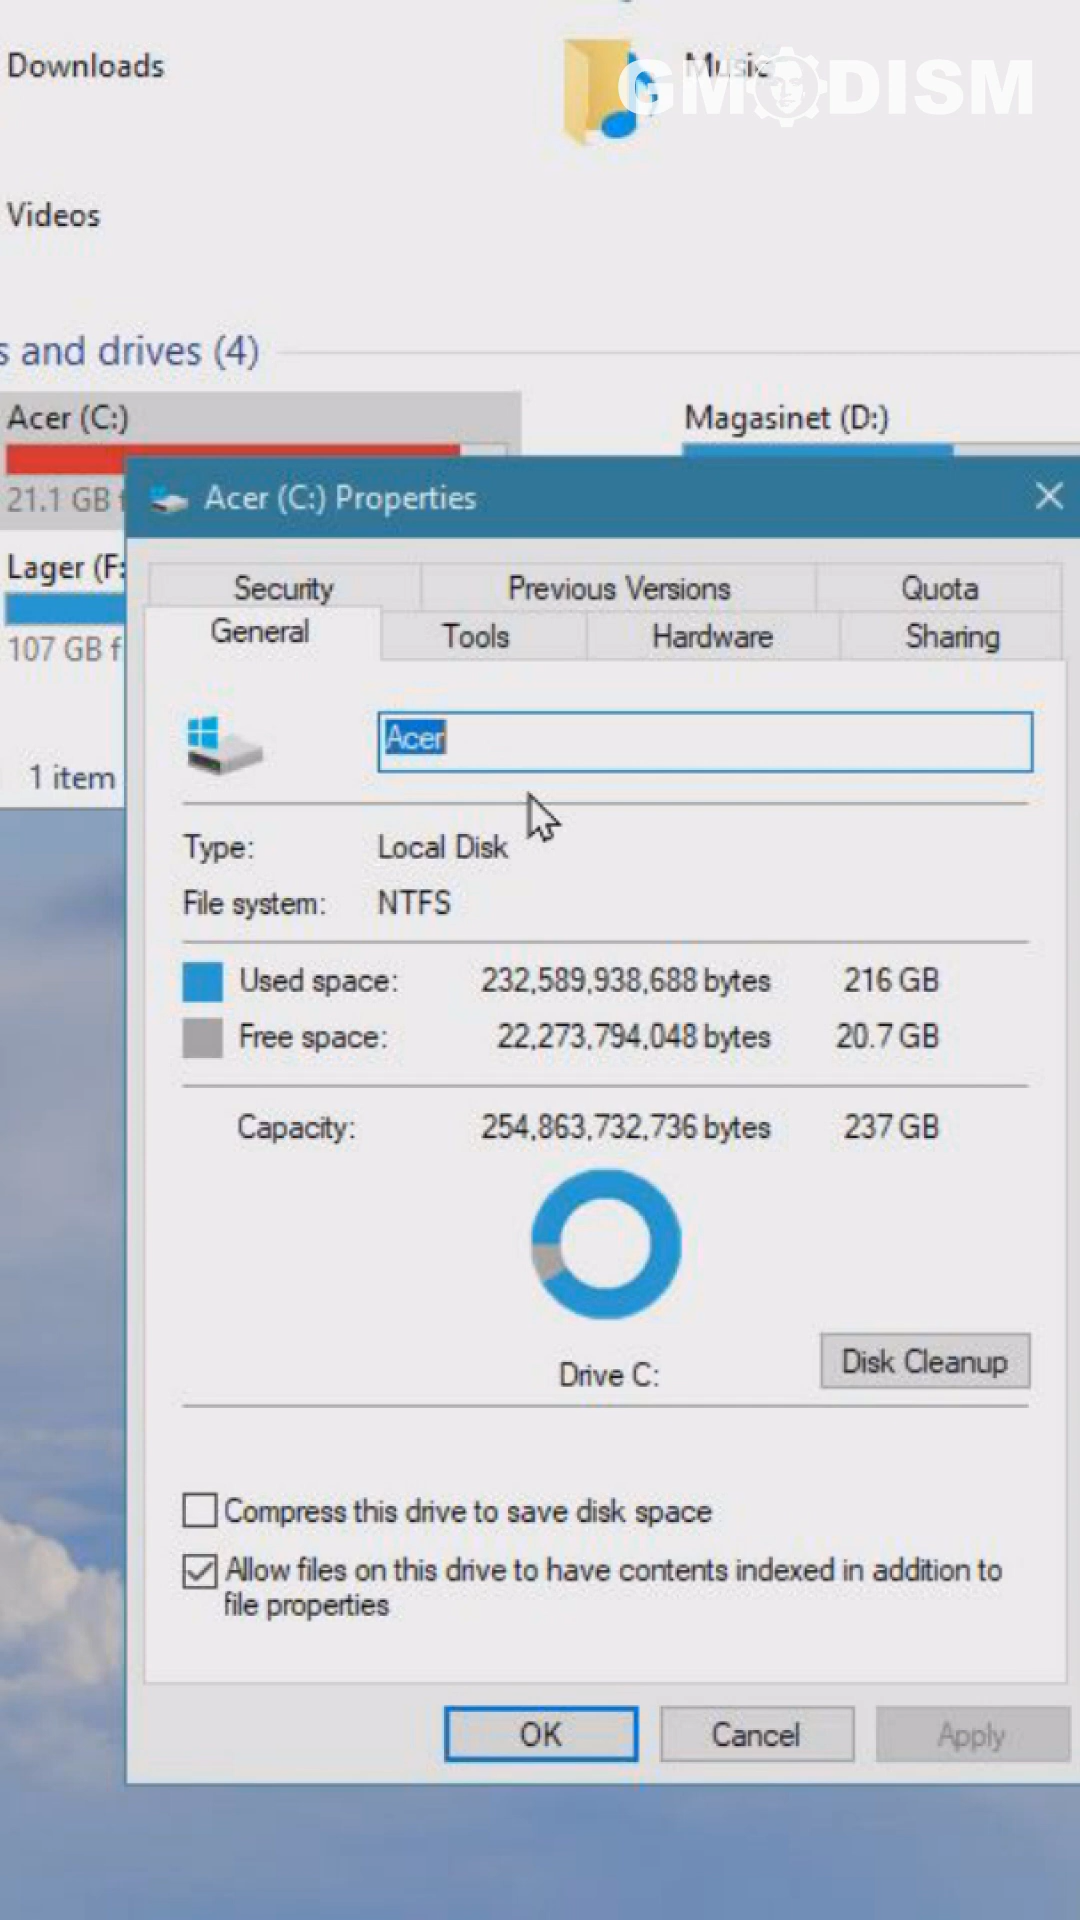 Downloads
Music
GMODISM
Videos
s and drives (4)
Acer (C:)
Magasinet (D:)
21.1 GB f
Acer (C:) Properties
Lager (F:
107 GB f
Security
Previous Versions
Quota
General
Tools
Hardware
Sharing
Acer
1 item
Type:
Local Disk
File system:
NTFS
Used space:
232,589,938,688 bytes
216 GB
Free space:
22,273,794,048 bytes
20.7 GB
Capacity:
254,863,732,736 bytes
237 GB
Drive C:
Disk Cleanup
Compress this drive to save disk space
Allow files on this drive to have contents indexed in addition to
file properties
OK
Cancel
Apply